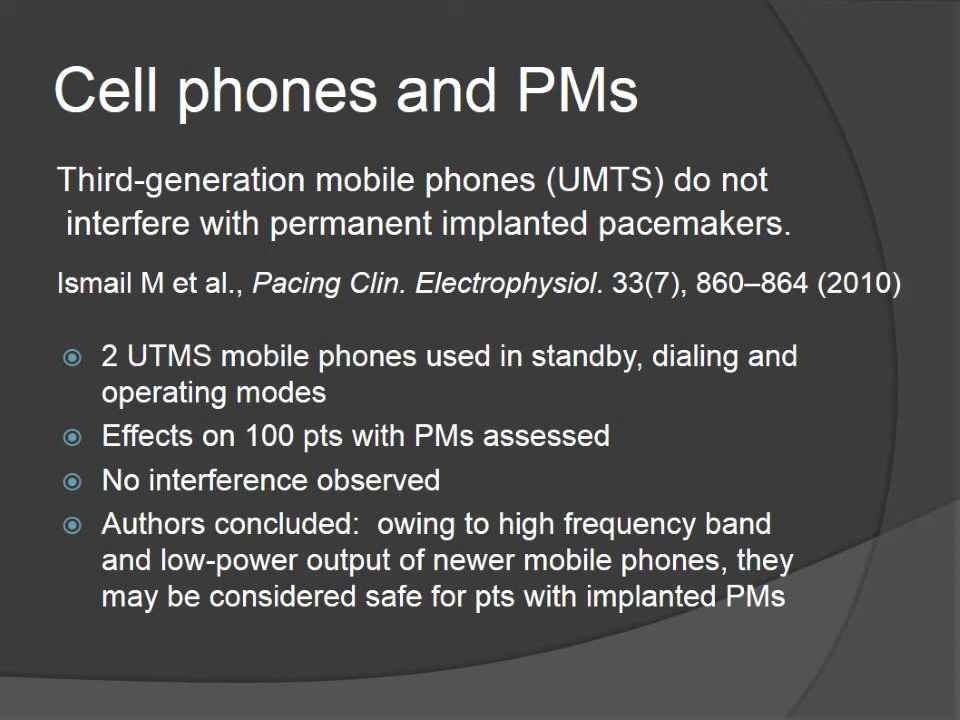 Cell phones and PMs
Third-generation mobile phones (UMTS) do not
interfere with permanent implanted pacemakers.
Ismail M et al., Pacing Clin. Electrophysiol. 33(7), 860–864 (2010)
2 UTMS mobile phones used in standby, dialing and
operating modes
Effects on 100 pts with PMs assessed
No interference observed
Authors concluded: owing to high frequency band
and low-power output of newer mobile phones, they
may be considered safe for pts with implanted PMs